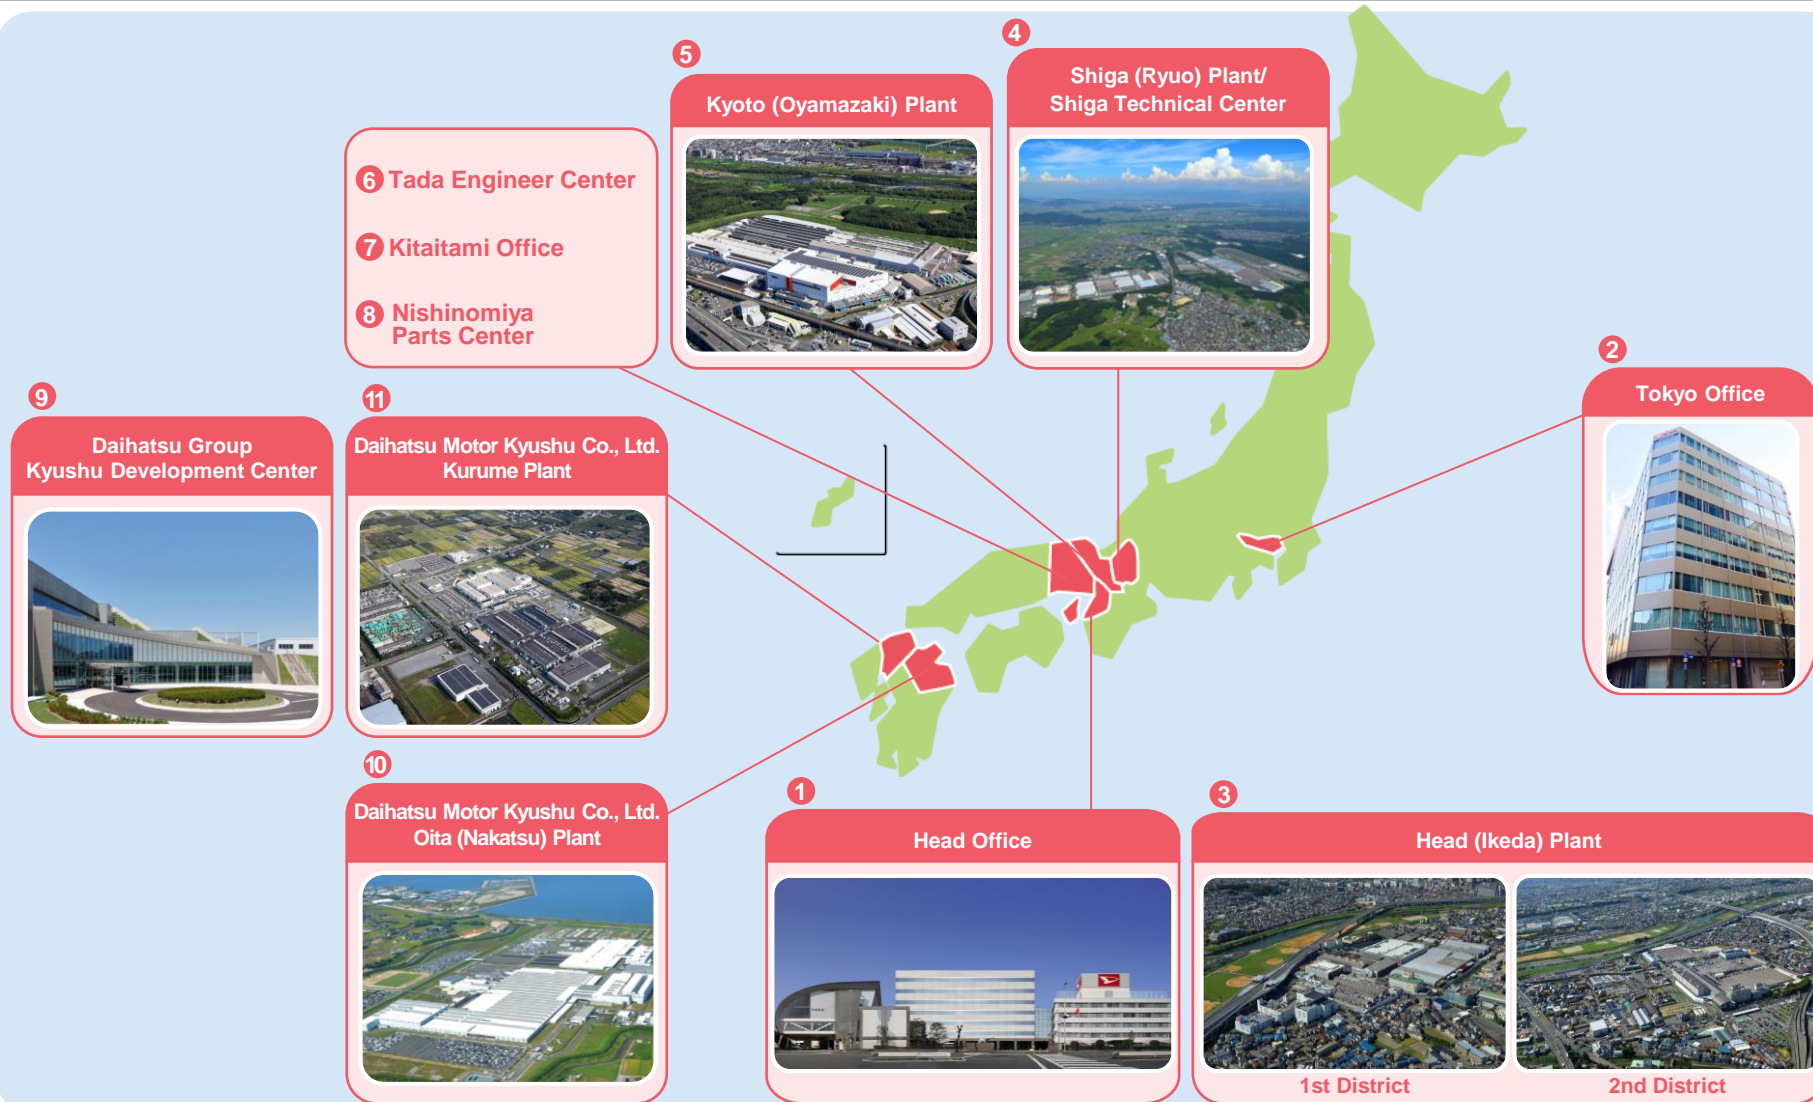 5
Kyoto (Oyamazaki) Plant
4
Shiga (Ryuo) Plant/
Shiga Technical Center
6 Tada Engineer Center
7 Kitaitami Office
8 Nishinomiya
Parts Center
2
Tokyo Office
9
Daihatsu Group
Kyushu Development Center
11
Daihatsu Motor Kyushu Co., Ltd.
Kurume Plant
10
Daihatsu Motor Kyushu Co., Ltd.
Oita (Nakatsu) Plant
1
Head Office
3
Head (Ikeda) Plant
1st District
2nd District